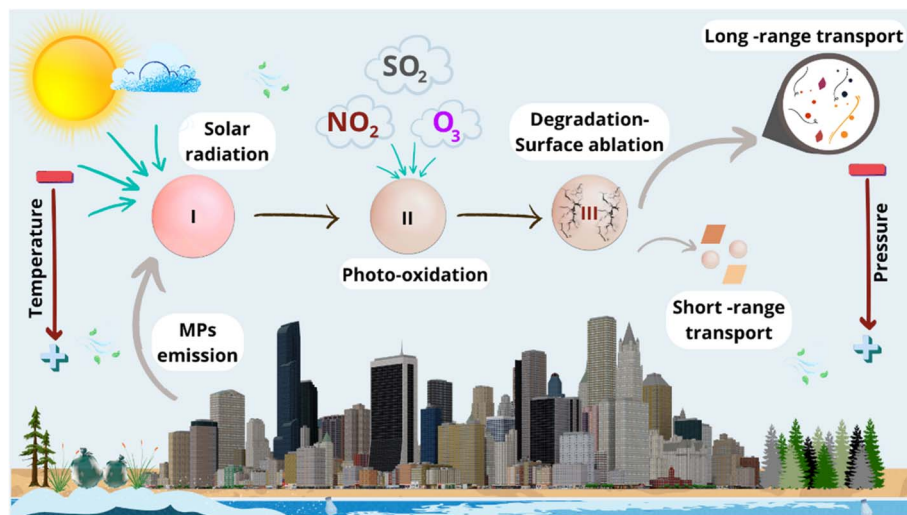 Long -range transport
SO₂
NO₂
O₃
Solar
radiation
Degradation-
Surface ablation
I
II
III
Temperature
Pressure
Photo-oxidation
MPs
emission
Short -range
transport